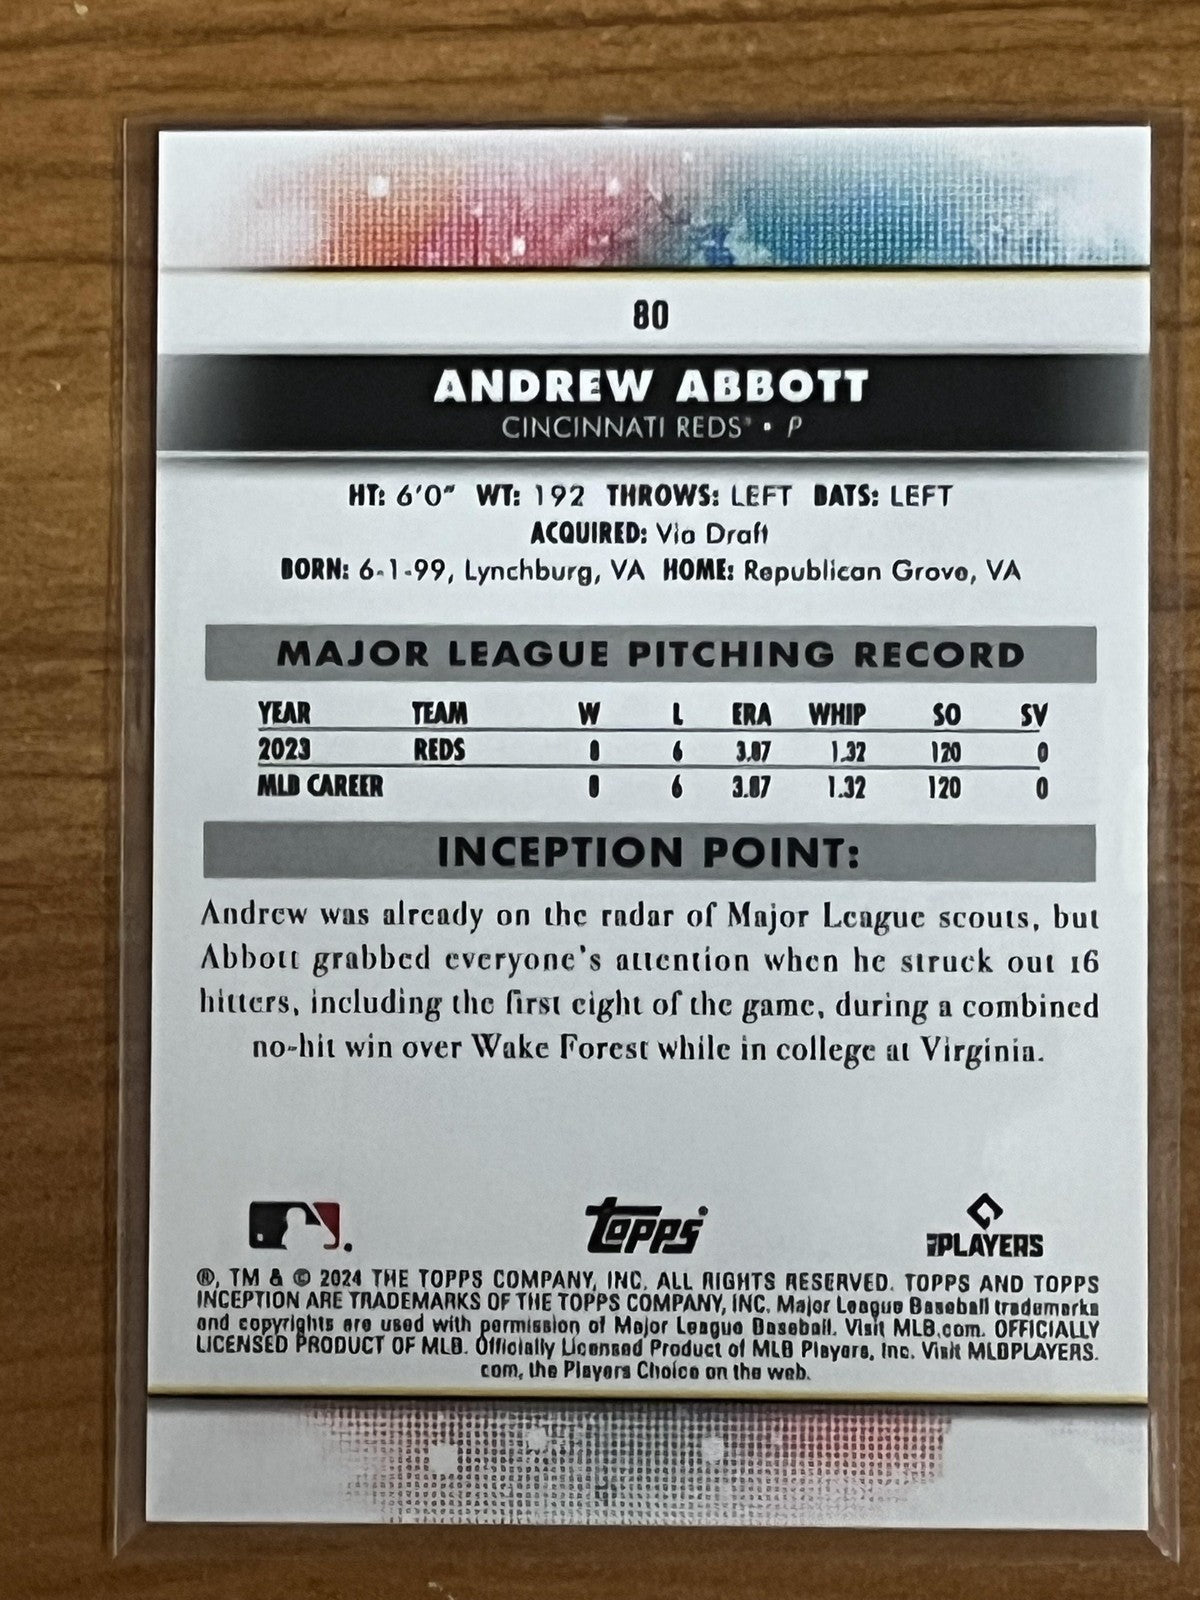 80
ANDREW ABBOTT
CINCINNATI REDS® • P
HT: 6'0" WT: 192 THROWS: LEFT BATS: LEFT
ACQUIRED: Via Draft
BORN: 6-1-99, Lynchburg, VA HOME: Republican Grove, VA
MAJOR LEAGUE PITCHING RECORD
YEAR TEAM W L ERA WHIP SO SV
2023 REDS 8 6 3.87 1.32 120 0
MLB CAREER 8 6 3.87 1.32 120 0
INCEPTION POINT:
Andrew was already on the radar of Major League scouts, but
Abbott grabbed everyone's attention when he struck out 16
hitters, including the first eight of the game, during a combined
no-hit win over Wake Forest while in college at Virginia.
Topps® MLB PLAYERS
®, TM & © 2024 THE TOPPS COMPANY, INC. ALL RIGHTS RESERVED. TOPPS AND TOPPS
INCEPTION ARE TRADEMARKS OF THE TOPPS COMPANY, INC. Major League Baseball trademarks
and copyrights are used with permission of Major League Baseball. Visit MLB.com. OFFICIALLY
LICENSED PRODUCT OF MLB. Officially Licensed Product of MLB Players, Inc. Visit MLBPLAYERS.
com, the Players Choice on the web.